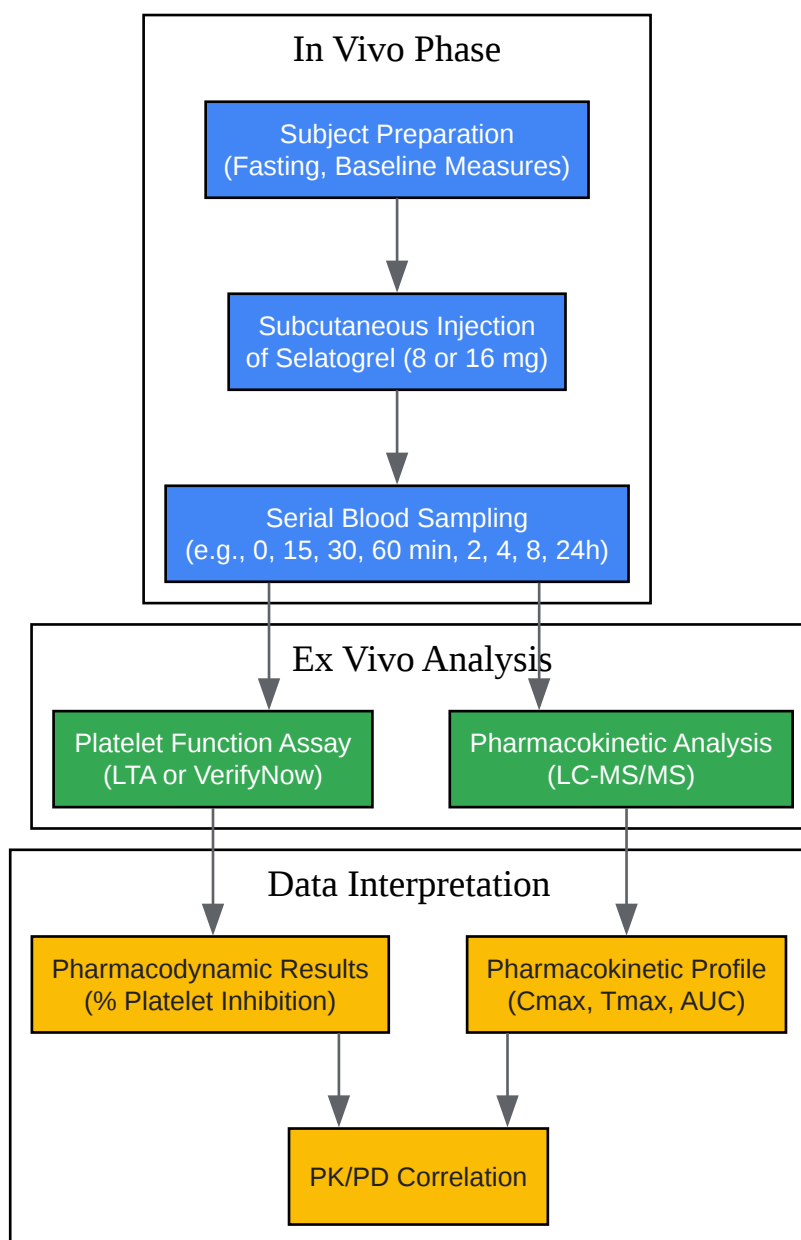 In Vivo Phase
Subject Preparation
(Fasting, Baseline Measures)
Subcutaneous Injection
of Selatogrel (8 or 16 mg)
Serial Blood Sampling
(e.g., 0, 15, 30, 60 min, 2, 4, 8, 24h)
Ex Vivo Analysis
Platelet Function Assay
(LTA or VerifyNow)
Pharmacokinetic Analysis
(LC-MS/MS)
Data Interpretation
Pharmacodynamic Results
(% Platelet Inhibition)
Pharmacokinetic Profile
(Cmax, Tmax, AUC)
PK/PD Correlation